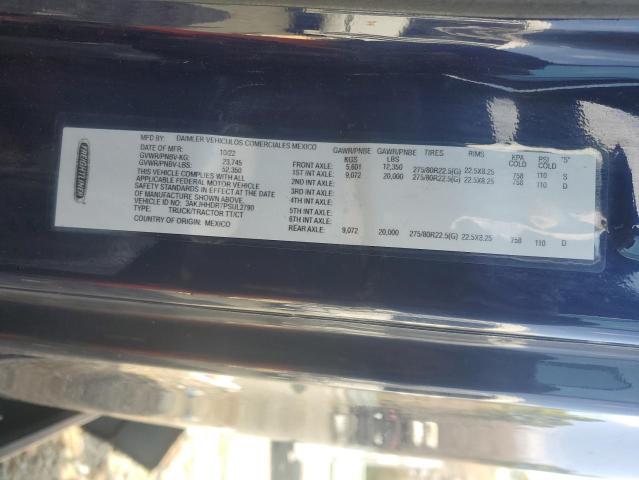 FREIGHTLINER
MFD BY: DAIMLER VEHICULOS COMERCIALES MEXICO
DATE OF MFR: 10/22
GVWR/PNBV-KG: 23,745
GVWR/PNBV-LBS: 52,350
THIS VEHICLE COMPLIES WITH ALL
APPLICABLE FEDERAL MOTOR VEHICLE
SAFETY STANDARDS IN EFFECT ON THE DATE
OF MANUFACTURE SHOWN ABOVE.
VEHICLE ID NO.: 3AKJHHDR7PSUL2790
TYPE: TRUCK/TRACTOR TT/CT
COUNTRY OF ORIGIN: MEXICO
GAWR/PNBE KGS GAWR/PNBE LBS TIRES RIMS KPA COLD PSI COLD "S"
FRONT AXLE: 5,601 12,350 275/80R22.5(G) 22.5X8.25 758 110 S
1ST INT AXLE: 9,072 20,000 275/80R22.5(G) 22.5X8.25 758 110 D
2ND INT AXLE:
3RD INT AXLE:
4TH INT AXLE:
5TH INT AXLE:
6TH INT AXLE:
REAR AXLE: 9,072 20,000 275/80R22.5(G) 22.5X8.25 758 110 D